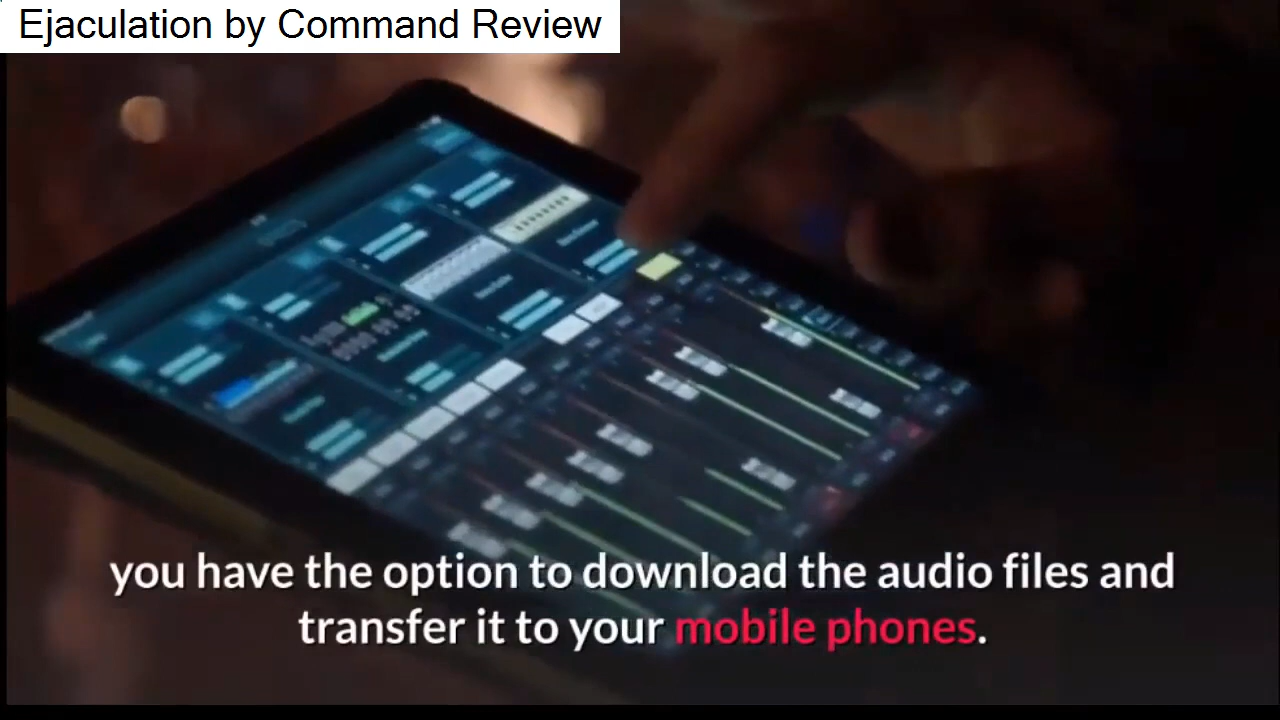 Ejaculation by Command Review
you have the option to download the audio files and
transfer it to your mobile phones.